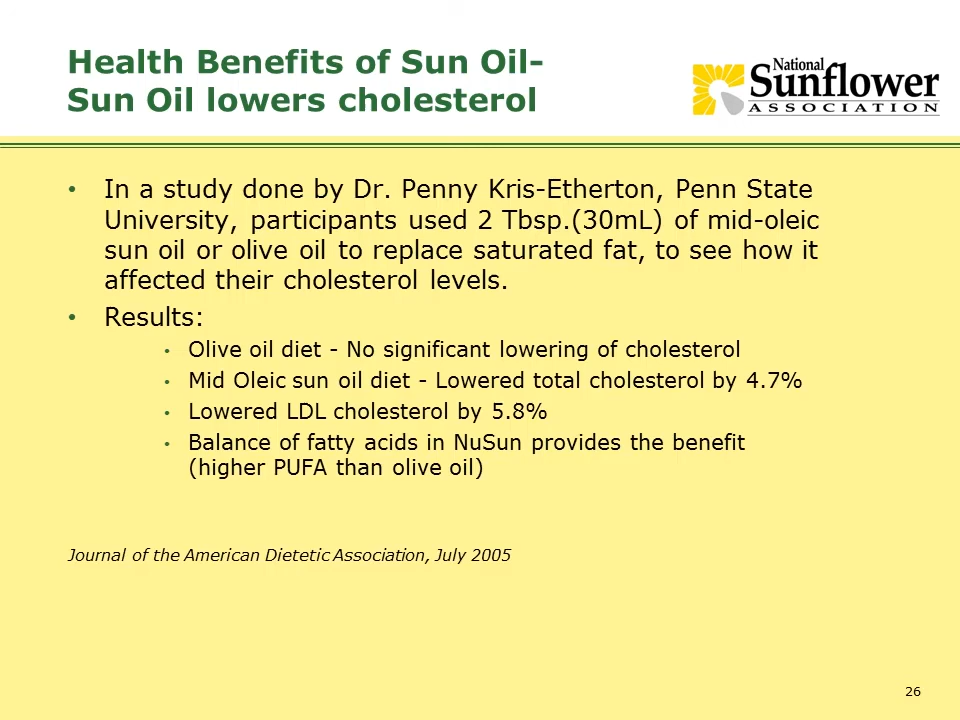 Health Benefits of Sun Oil-
Sun Oil lowers cholesterol
National
Sunflower
ASSOCIATION
• In a study done by Dr. Penny Kris-Etherton, Penn State
University, participants used 2 Tbsp.(30mL) of mid-oleic
sun oil or olive oil to replace saturated fat, to see how it
affected their cholesterol levels.
• Results:
• Olive oil diet - No significant lowering of cholesterol
• Mid Oleic sun oil diet - Lowered total cholesterol by 4.7%
• Lowered LDL cholesterol by 5.8%
• Balance of fatty acids in NuSun provides the benefit
(higher PUFA than olive oil)
Journal of the American Dietetic Association, July 2005
26